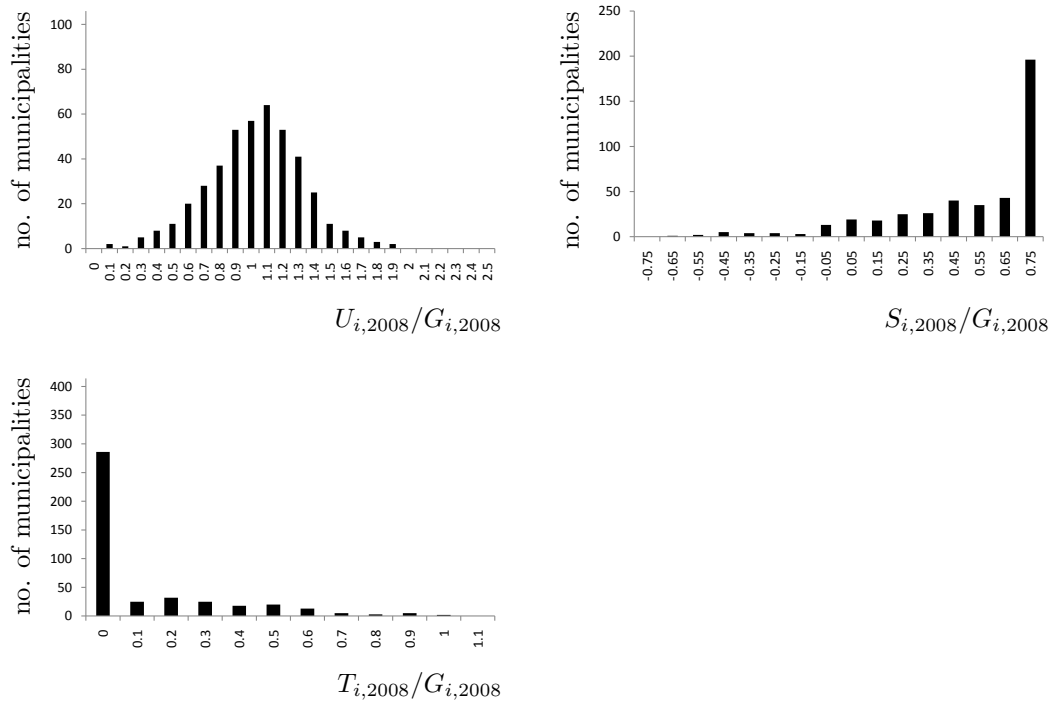 no. of municipalities
100
80
60
40
20
0
0 0.1 0.2 0.3 0.4 0.5 0.6 0.7 0.8 0.9 1 1.1 1.2 1.3 1.4 1.5 1.6 1.7 1.8 1.9 2 2.1 2.2 2.3 2.4 2.5
U_{i,2008}/G_{i,2008}
no. of municipalities
250
200
150
100
50
0
-0.75 -0.65 -0.55 -0.45 -0.35 -0.25 -0.15 -0.05 0.05 0.15 0.25 0.35 0.45 0.55 0.65 0.75
S_{i,2008}/G_{i,2008}
no. of municipalities
400
350
300
250
200
150
100
50
0
0 0.1 0.2 0.3 0.4 0.5 0.6 0.7 0.8 0.9 1 1.1
T_{i,2008}/G_{i,2008}